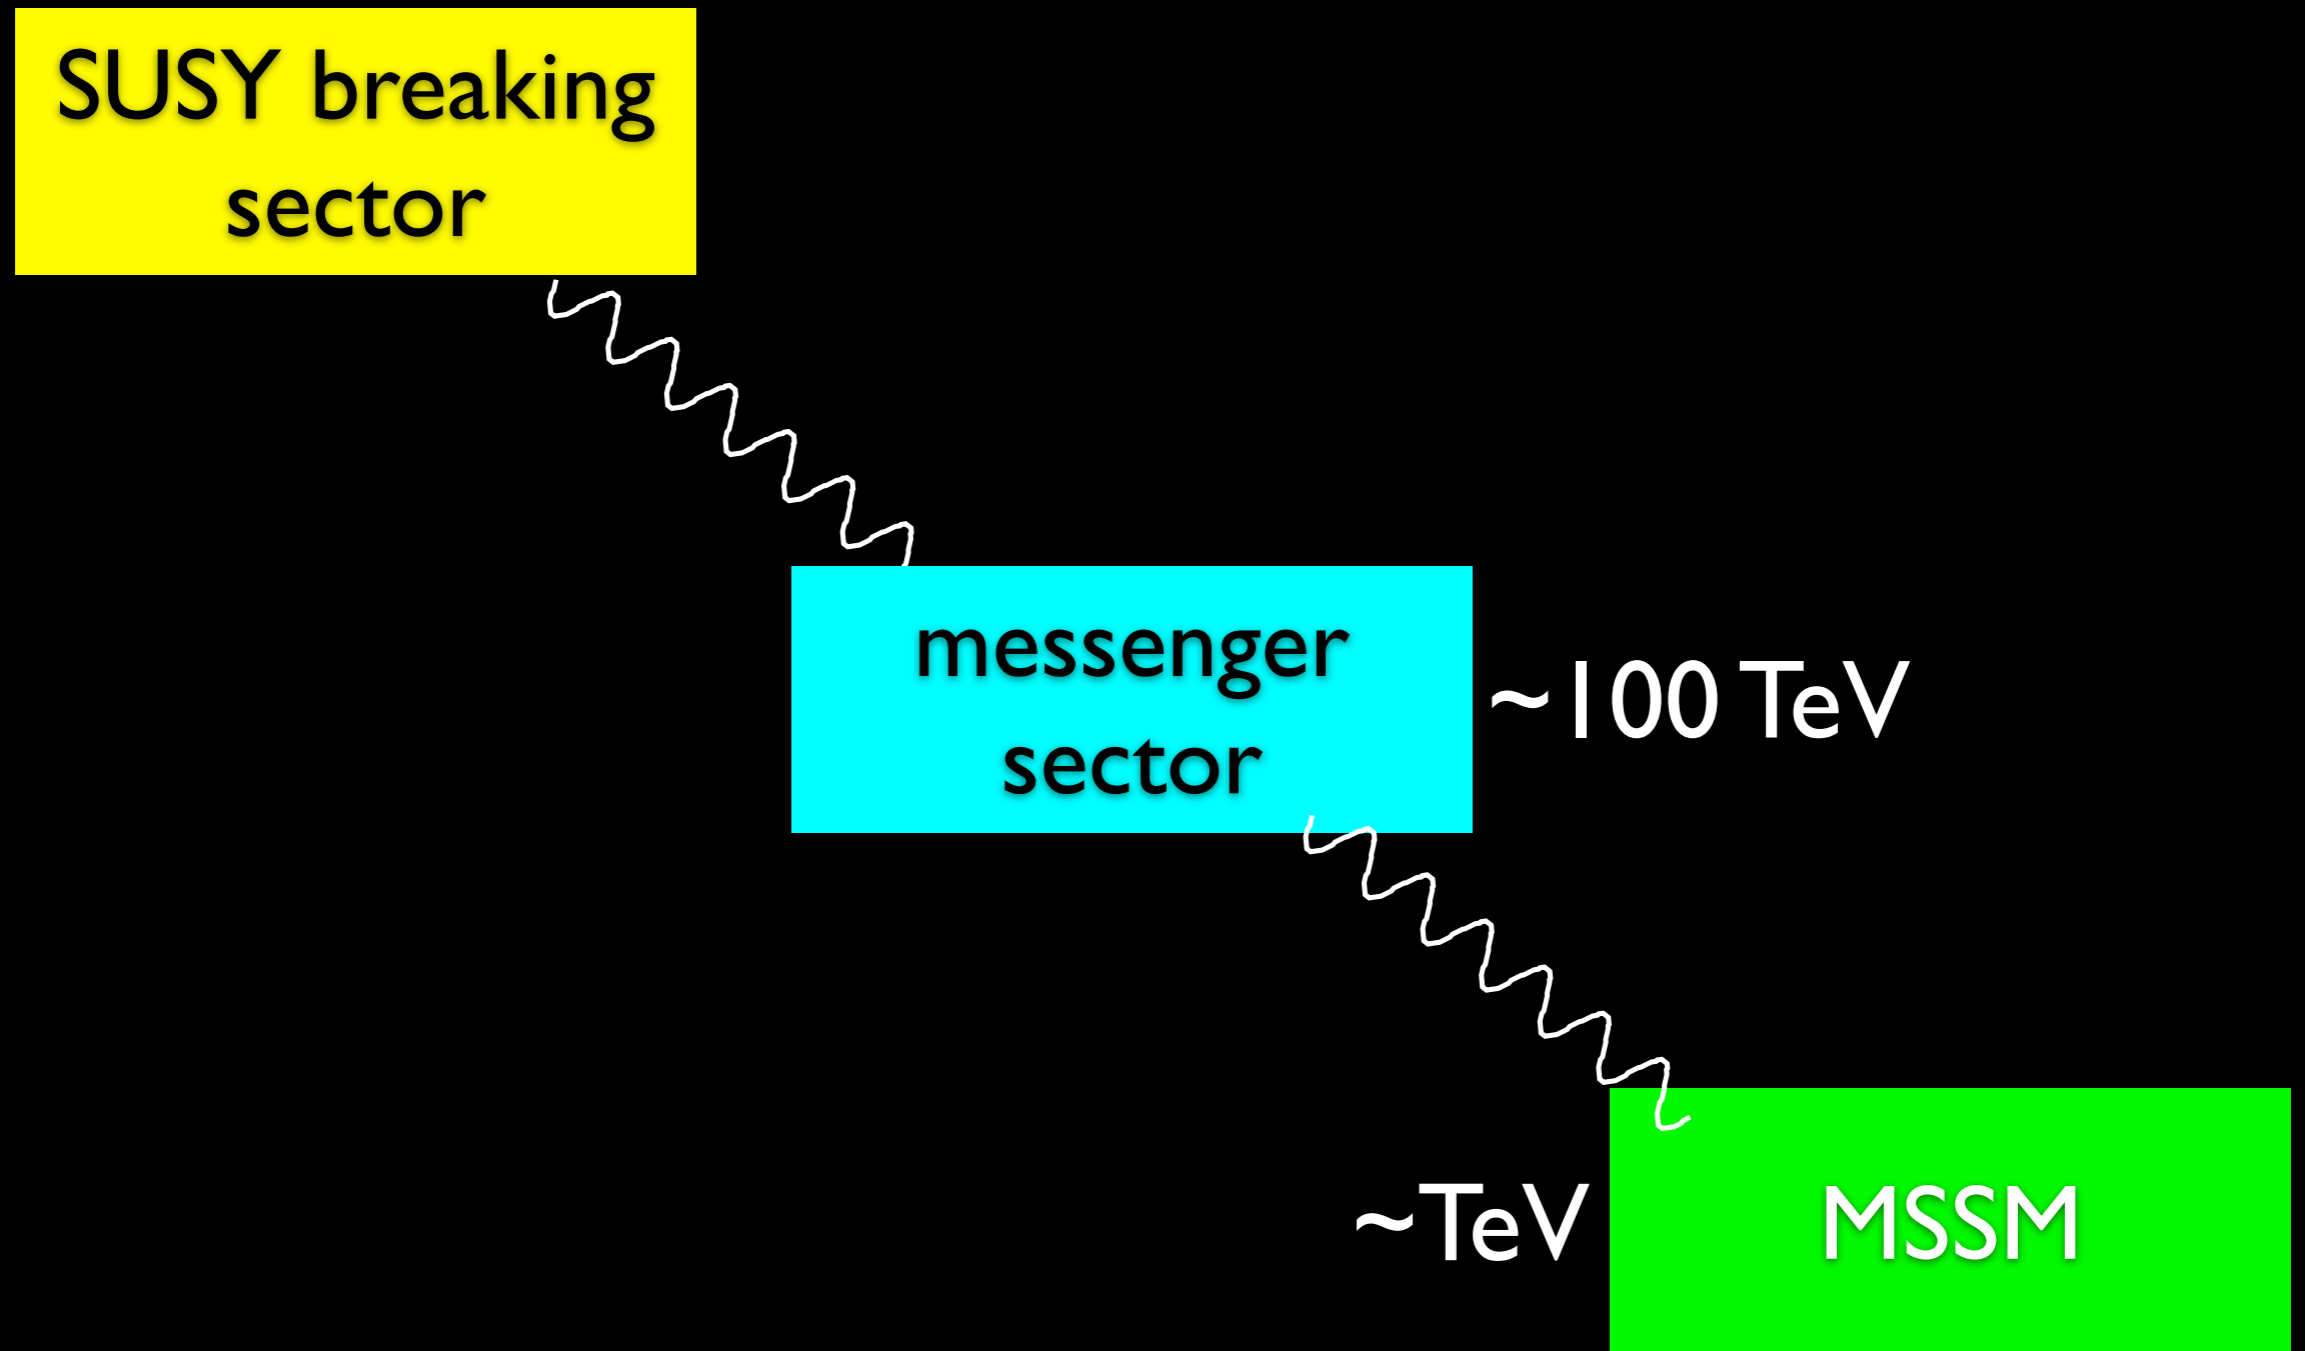 SUSY breaking
sector
messenger
sector
~100 TeV
~TeV
MSSM